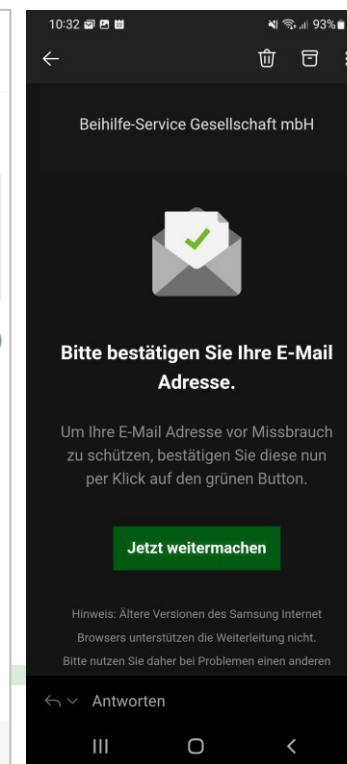 10:32
93%
Beihilfe-Service Gesellschaft mbH
Bitte bestätigen Sie Ihre E-Mail
Adresse.
Um Ihre E-Mail Adresse vor Missbrauch
zu schützen, bestätigen Sie diese nun
per Klick auf den grünen Button.
Jetzt weitermachen
Hinweis: Ältere Versionen des Samsung Internet
Browsers unterstützen die Weiterleitung nicht.
Bitte nutzen Sie daher bei Problemen einen anderen
Antworten